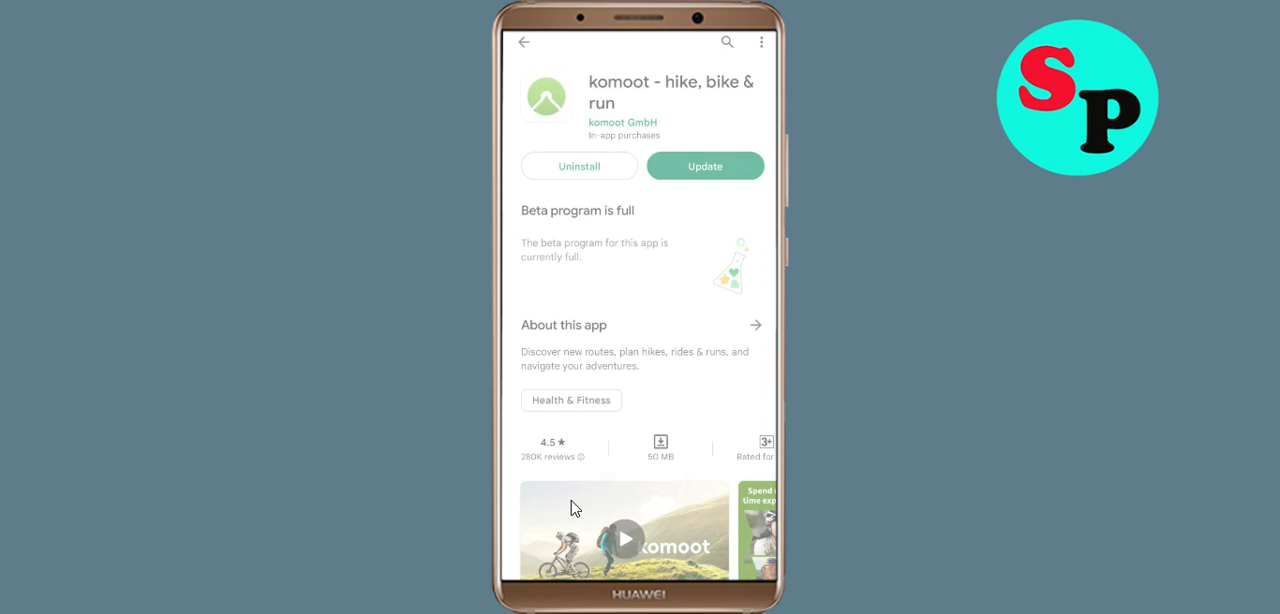 SP
komoot - hike, bike &
run
komoot GmbH
In-app purchases
Uninstall
Update
Beta program is full
The beta program for this app is
currently full.
About this app
Discover new routes, plan hikes, rides & runs, and
navigate your adventures.
Health & Fitness
4.5★
280K reviews
50 MB
3+
Rated for
Spend
time exp
komoot
HUAWEI